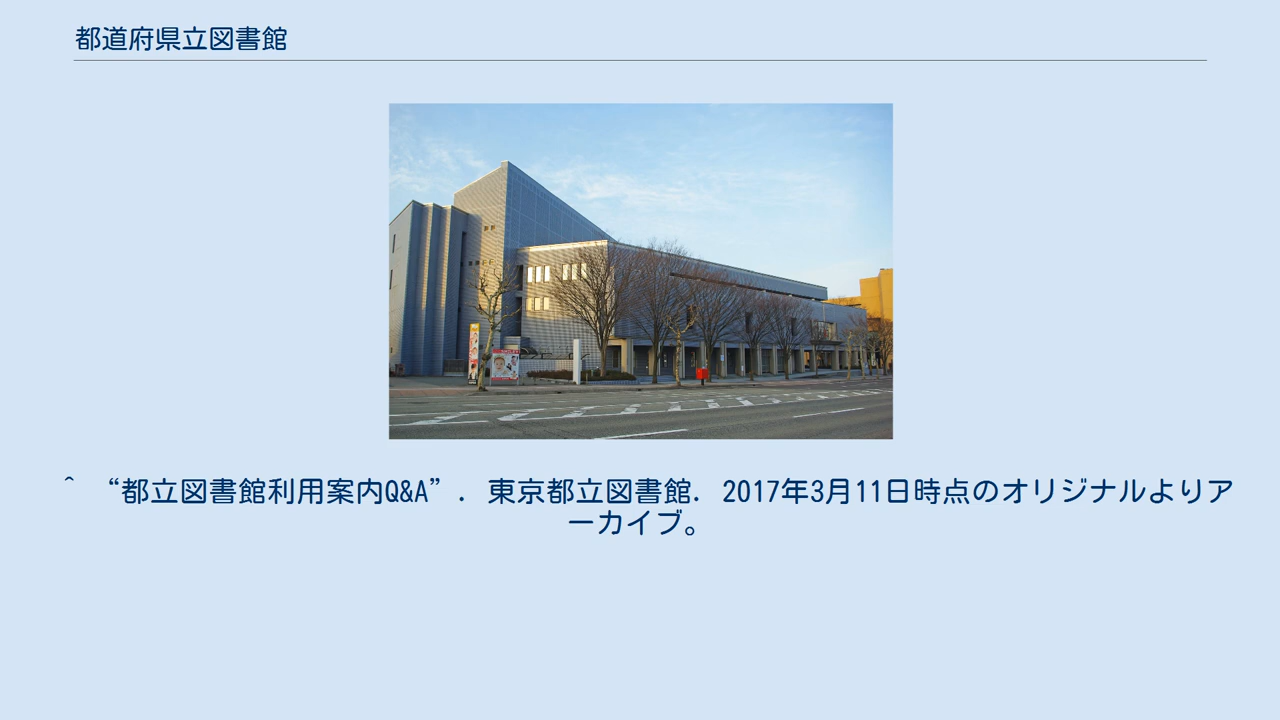 都道府県立図書館
^ “都立図書館利用案内Q&A”. 東京都立図書館. 2017年3月11日時点のオリジナルよりア
ーカイブ。